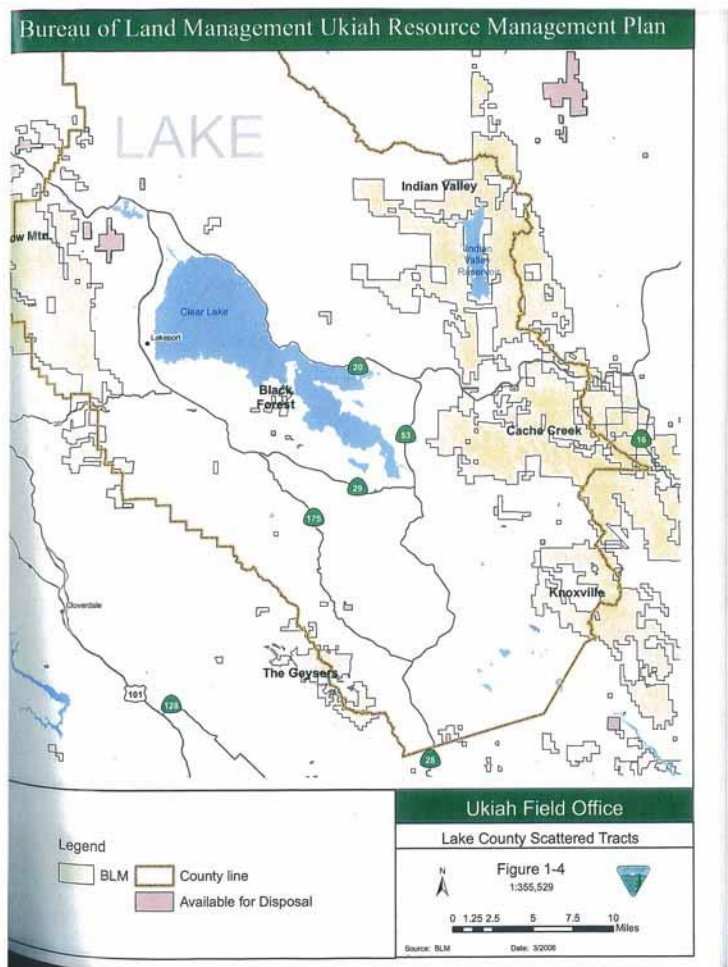 Bureau of Land Management Ukiah Resource Management Plan
LAKE
Indian Valley
ow Mtn.
Indian
Valley
Reservoir
Clear Lake
Lakeport
20
Black
Forest
53
Cache Creek
16
29
175
Knoxville
Cloverdale
The Geysers
101
128
28
Ukiah Field Office
Lake County Scattered Tracts
Legend
BLM
County line
Available for Disposal
N
Figure 1-4
1:355,529
0 1.25 2.5 5 7.5 10
Miles
Source: BLM
Date: 3/2006